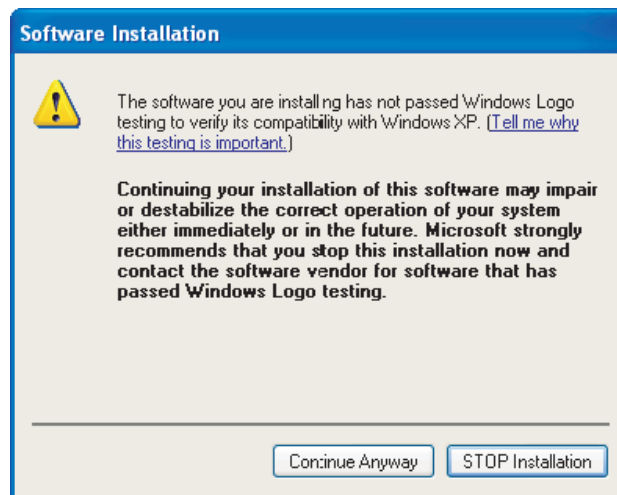 Software Installation
The software you are installing has not passed Windows Logo
testing to verify its compatibility with Windows XP. (Tell me why
this testing is important.)
Continuing your installation of this software may impair
or destabilize the correct operation of your system
either immediately or in the future. Microsoft strongly
recommends that you stop this installation now and
contact the software vendor for software that has
passed Windows Logo testing.
Continue Anyway
STOP Installation